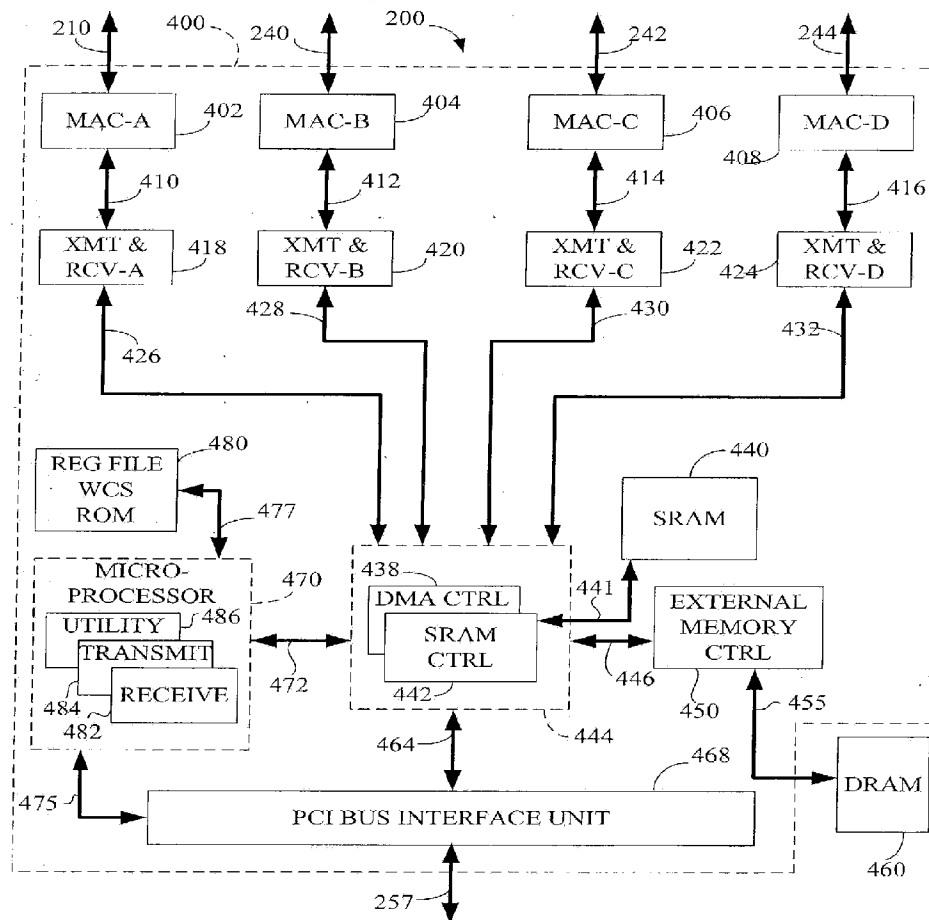 210
400
240
200
242
244
MAC-A
402
MAC-B
404
MAC-C
406
MAC-D
408
410
412
414
416
XMT &
RCV-A
418
XMT &
RCV-B
420
XMT &
RCV-C
422
XMT &
RCV-D
424
426
428
430
432
REG FILE
WCS
ROM
480
477
440
SRAM
MICRO-
PROCESSOR
470
UTILITY
486
TRANSMIT
RECEIVE
484
482
472
438
DMA CTRL
SRAM
CTRL
442
441
446
444
EXTERNAL
MEMORY
CTRL
450
455
464
468
475
PCI BUS INTERFACE UNIT
DRAM
460
257